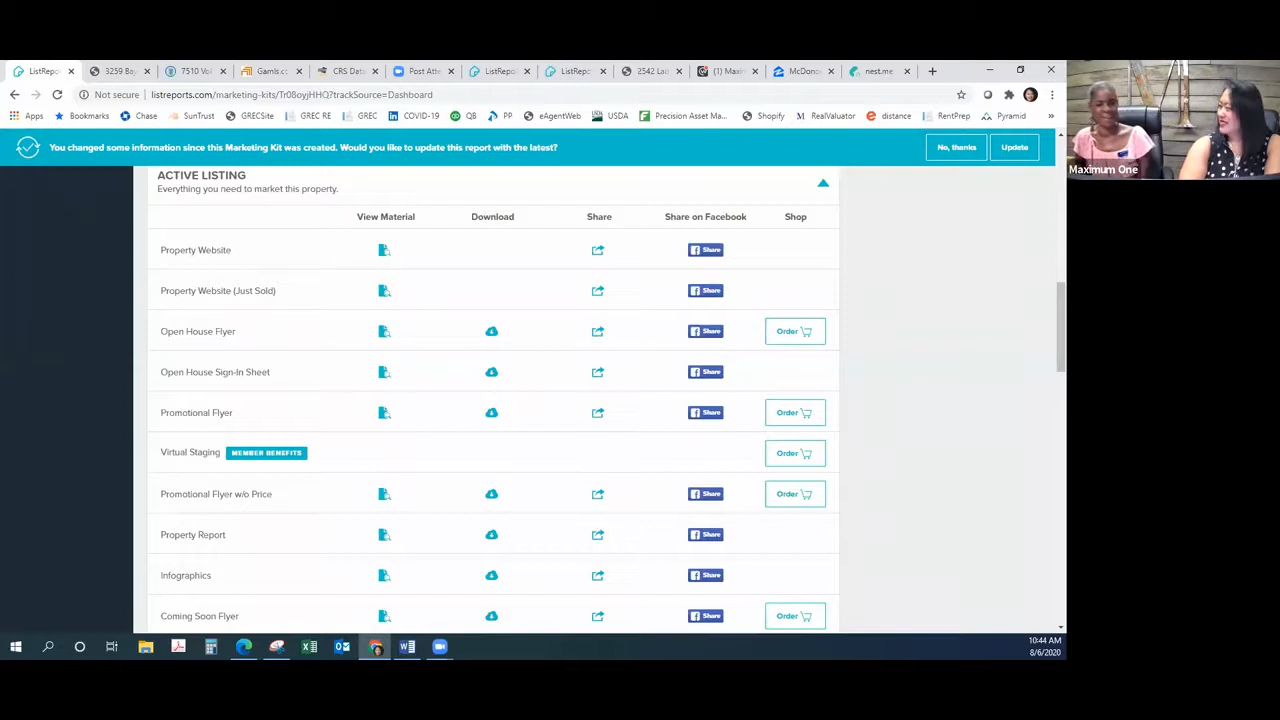 ListRepo
3259 Bay
7510 Voi
Gamls.co
CRS Data
Post Atte
ListRepo
ListRepo
2542 Laa
(1) Maxi
McDono
nest.me
Not secure
listreports.com/marketing-kits/Tr08oyjHHQ?trackSource=Dashboard
Apps Bookmarks Chase SunTrust GRECSite GREC RE GREC COVID-19 QB PP eAgentWeb USDA Precision Asset Ma... Shopify RealValuator distance RentPrep Pyramid
You changed some information since this Marketing Kit was created. Would you like to update this report with the latest? No, thanks Update
Maximum One
ACTIVE LISTING
Everything you need to market this property.
View Material Download Share Share on Facebook Shop
Property Website Share
Property Website (Just Sold) Share
Open House Flyer Share Order
Open House Sign-In Sheet Share
Promotional Flyer Share Order
Virtual Staging MEMBER BENEFITS Order
Promotional Flyer w/o Price Share Order
Property Report Share
Infographics Share
Coming Soon Flyer Share Order
10:44 AM
8/6/2020